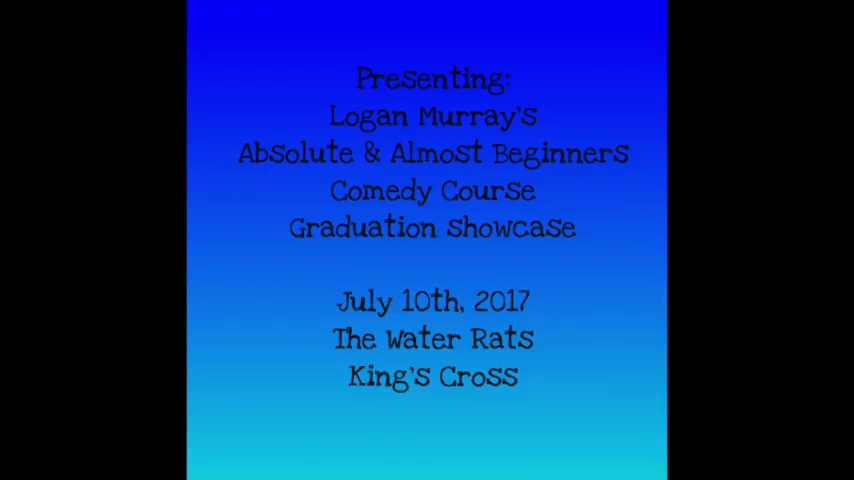 Presenting:
Logan Murray's
Absolute & Almost Beginners
Comedy Course
Graduation showcase
July 10th, 2017
The Water Rats
King's Cross